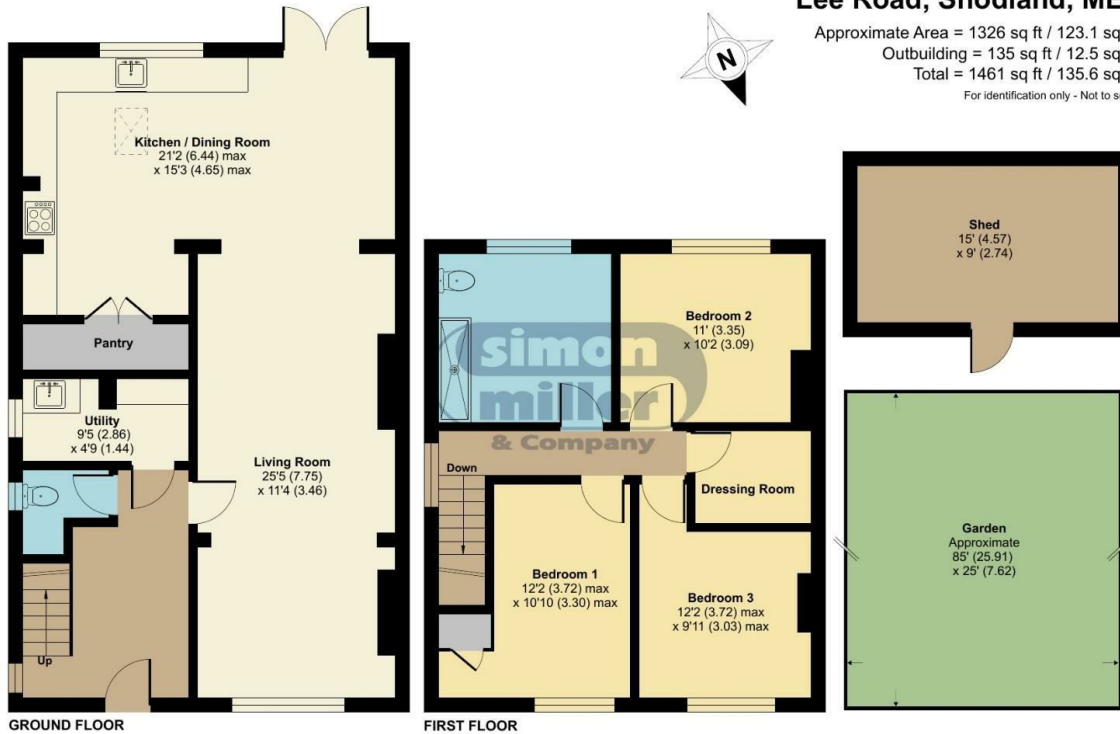 Lee Road, Snodland, ME
Approximate Area = 1326 sq ft / 123.1 sq
Outbuilding = 135 sq ft / 12.5 sq
Total = 1461 sq ft / 135.6 sq
For identification only - Not to s
N
Kitchen / Dining Room
21'2 (6.44) max
x 15'3 (4.65) max
Pantry
Utility
9'5 (2.86)
x 4'9 (1.44)
Living Room
25'5 (7.75)
x 11'4 (3.46)
Up
GROUND FLOOR
Bedroom 2
11' (3.35)
x 10'2 (3.09)
simon
miller
& Company
Down
Dressing Room
Bedroom 1
12'2 (3.72) max
x 10'10 (3.30) max
Bedroom 3
12'2 (3.72) max
x 9'11 (3.03) max
FIRST FLOOR
Shed
15' (4.57)
x 9' (2.74)
Garden
Approximate
85' (25.91)
x 25' (7.62)